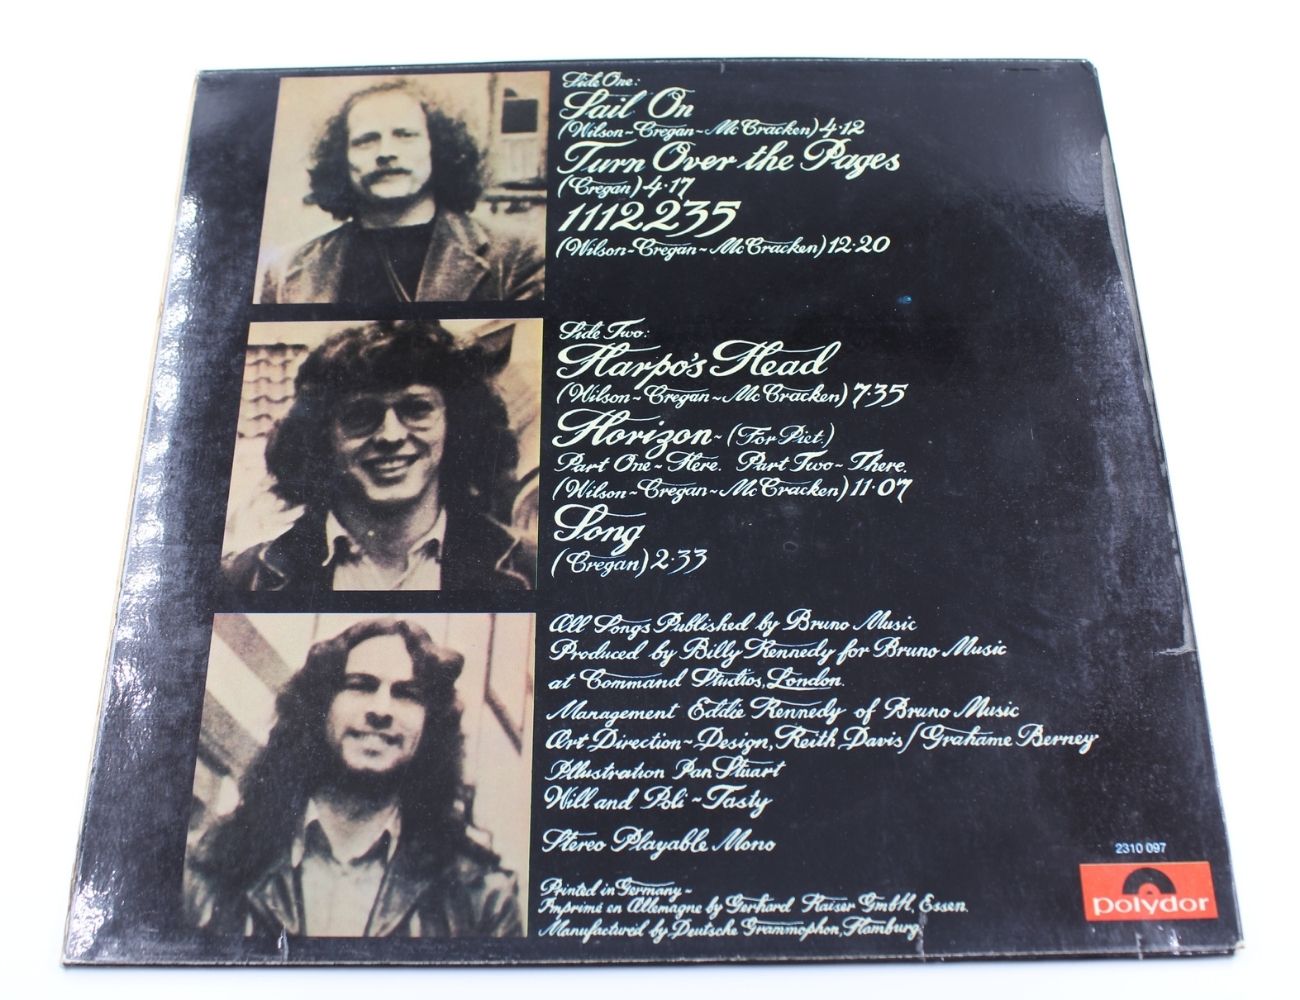 Side One:
Sail On
(Wilson~Cregan~McCracken) 4·12
Turn Over the Pages
(Cregan) 4·17
1112235
(Wilson~Cregan~McCracken) 12·20
Side Two:
Harpo's Head
(Wilson~Cregan~McCracken) 7·35
Horizon~(For Piet.)
Part One~Here. Part Two~There.
(Wilson~Cregan~McCracken) 11·07
Song
(Cregan) 2·33
All Songs Published by Bruno Music
Produced by Billy Kennedy for Bruno Music
at Command Studios, London.
Management Eddie Kennedy of Bruno Music
Art Direction~Design, Keith Davis/Grahame Berney
Illustration Ian Stuart
Will and Poli~Tasty
Stereo Playable Mono
Printed in Germany~
Imprimé en Allemagne by Gerhard Kaiser GmbH, Essen.
Manufactured by Deutsche Grammophon, Hamburg
2310 097
polydor